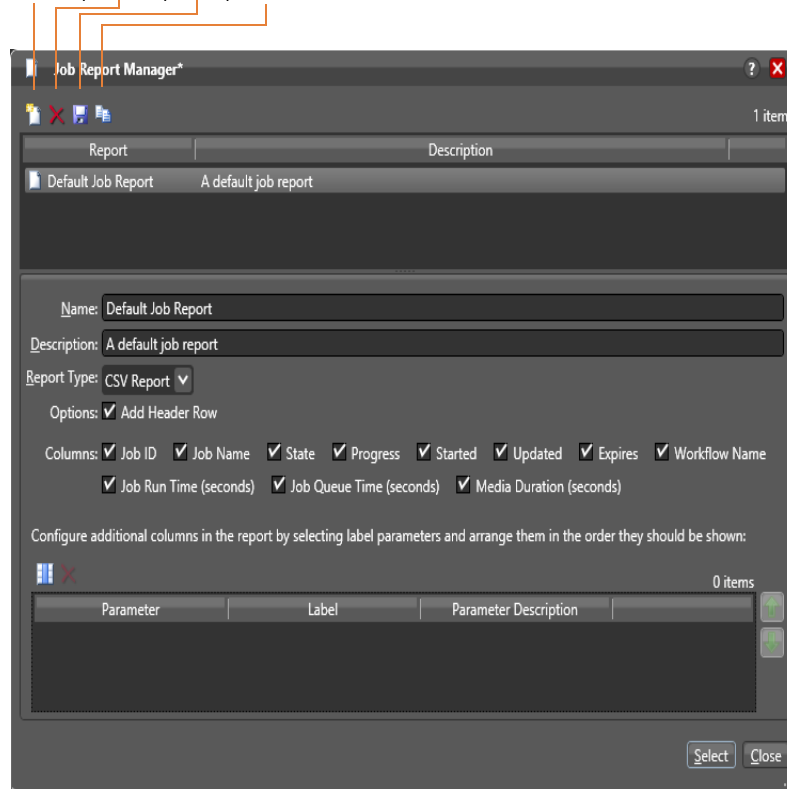 Job Report Manager*
?
1 item
Report Description
Default Job Report A default job report
Name: Default Job Report
Description: A default job report
Report Type: CSV Report
Options: Add Header Row
Columns: Job ID Job Name State Progress Started Updated Expires Workflow Name
Job Run Time (seconds) Job Queue Time (seconds) Media Duration (seconds)
Configure additional columns in the report by selecting label parameters and arrange them in the order they should be shown:
0 items
Parameter Label Parameter Description
Select Close